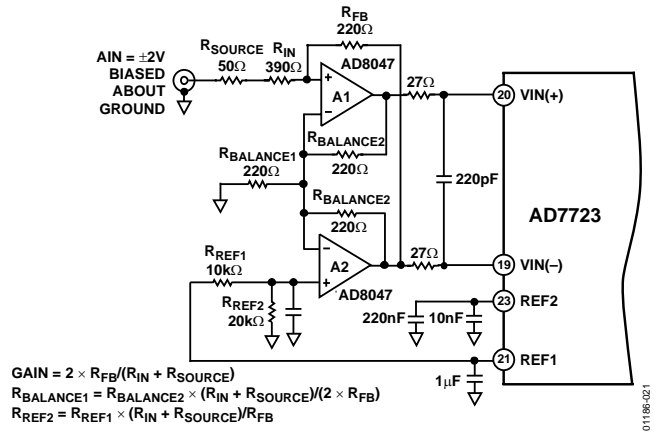 AIN = ±2V
BIASED
ABOUT
GROUND
RSOURCE
50Ω
RIN
390Ω
RFB
220Ω
AD8047
A1
+
–
27Ω
20
VIN(+)
RBALANCE2
220Ω
RBALANCE1
220Ω
RBALANCE2
220Ω
220pF
AD7723
–
+
A2
AD8047
27Ω
19
VIN(–)
RREF1
10kΩ
RREF2
20kΩ
220nF
10nF
23
REF2
21
REF1
1μF
GAIN = 2 × RFB/(RIN + RSOURCE)
RBALANCE1 = RBALANCE2 × (RIN + RSOURCE)/(2 × RFB)
RREF2 = RREF1 × (RIN + RSOURCE)/RFB
01186-021